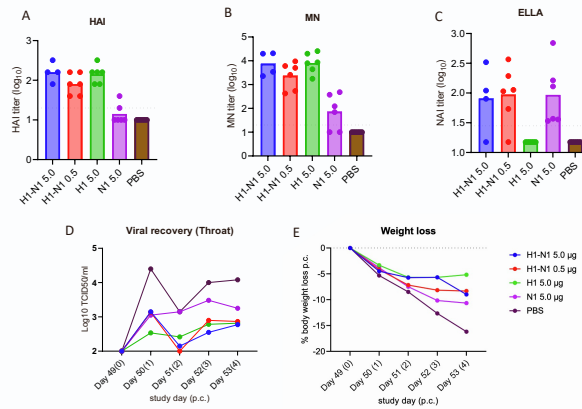 A
HAI
HAI titer (log10)
3
2
1
0
H1-N1 5.0
H1-N1 0.5
H1 5.0
N1 5.0
PBS
B
MN
MN titer (log10)
5
4
3
2
1
0
H1-N1 5.0
H1-N1 0.5
H1 5.0
N1 5.0
PBS
C
ELLA
NAI titer (log10)
3.0
2.5
2.0
1.5
1.0
H1-N1 5.0
H1-N1 0.5
H1 5.0
N1 5.0
PBS
D
Viral recovery (Throat)
Log10 TCID50/ml
5
4
3
2
Day 49(0)
Day 50(1)
Day 51(2)
Day 52(3)
Day 53(4)
study day (p.c.)
E
Weight loss
% body weight loss p.c.
0
-5
-10
-15
-20
Day 49 (0)
Day 50 (1)
Day 51 (2)
Day 52 (3)
Day 53 (4)
study day (p.c.)
H1-N1 5.0 µg
H1-N1 0.5 µg
H1 5.0 µg
N1 5.0 µg
PBS